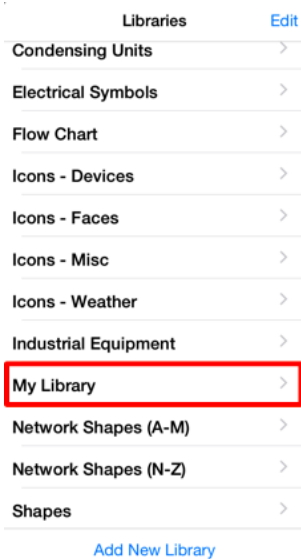 Libraries Edit
Condensing Units
Electrical Symbols
Flow Chart
Icons - Devices
Icons - Faces
Icons - Misc
Icons - Weather
Industrial Equipment
My Library
Network Shapes (A-M)
Network Shapes (N-Z)
Shapes
Add New Library